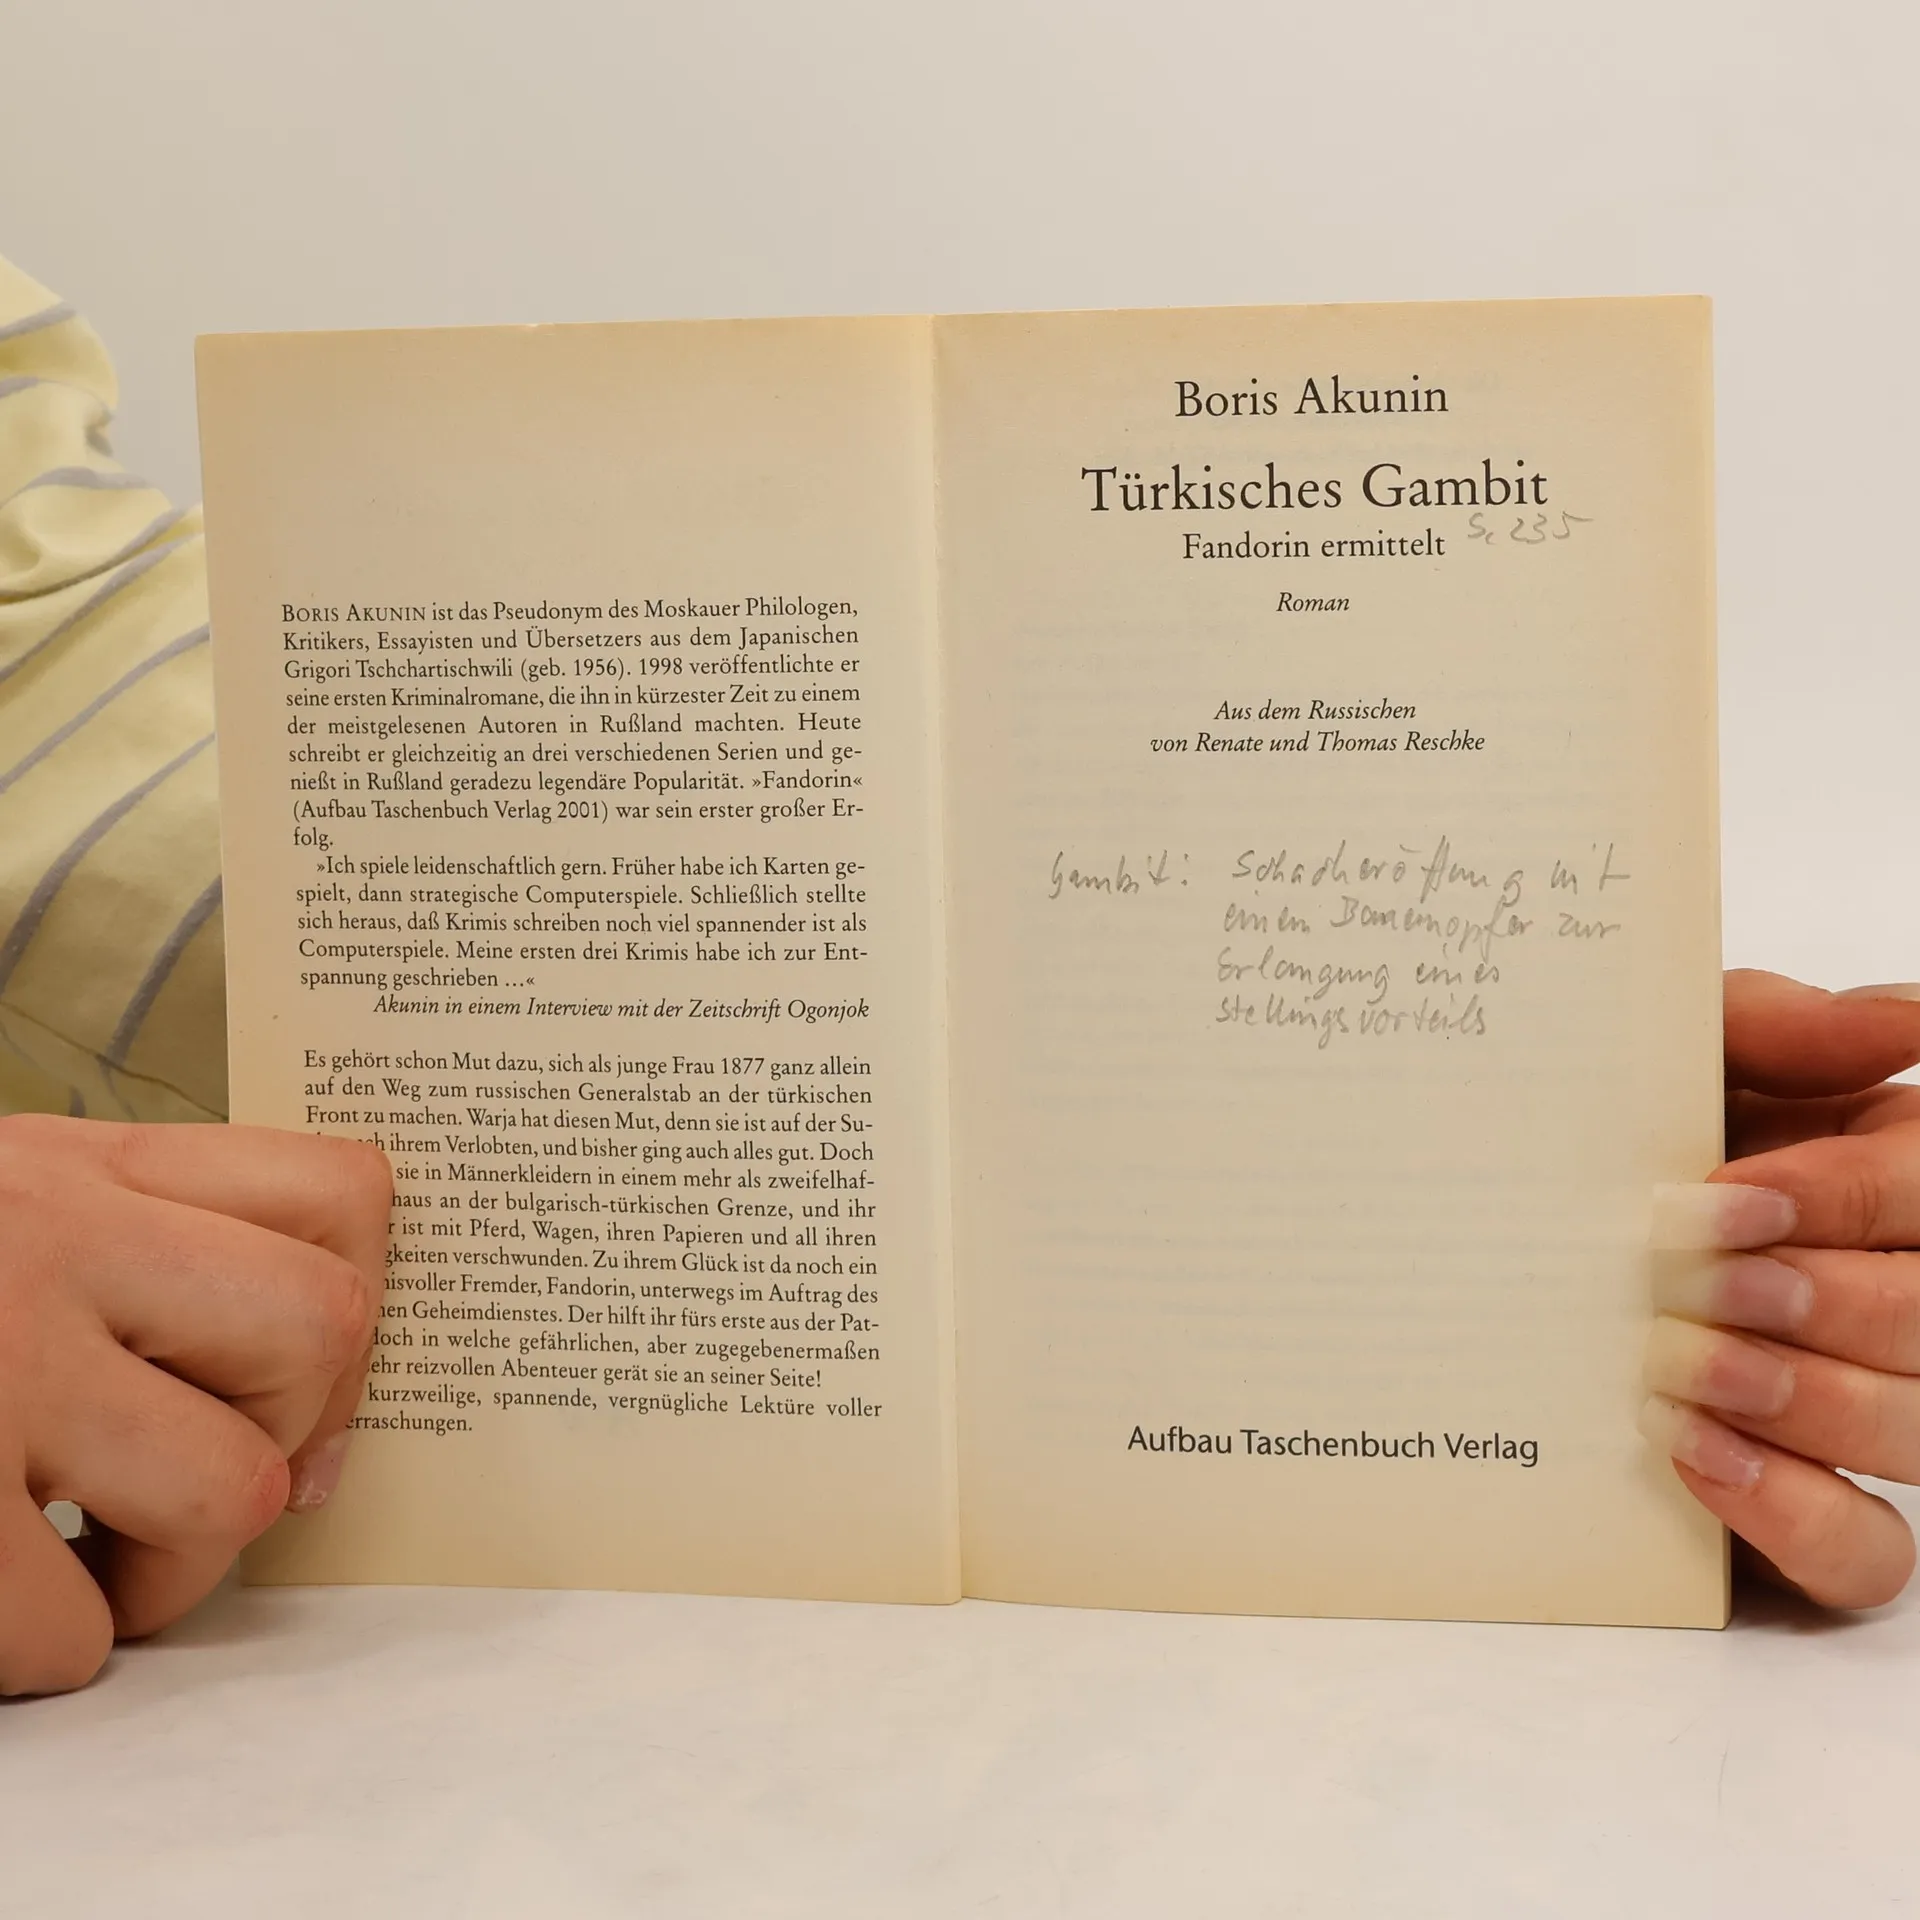 BORIS AKUNIN ist das Pseudonym des Moskauer Philologen,
Kritikers, Essayisten und Übersetzers aus dem Japanischen
Grigori Tschchartischwili (geb. 1956). 1998 veröffentlichte er
seine ersten Kriminalromane, die ihn in kürzester Zeit zu einem
der meistgelesenen Autoren in Rußland machten. Heute
schreibt er gleichzeitig an drei verschiedenen Serien und ge-
nießt in Rußland geradezu legendäre Popularität. »Fandorin«
(Aufbau Taschenbuch Verlag 2001) war sein erster großer Er-
folg.
»Ich spiele leidenschaftlich gern. Früher habe ich Karten ge-
spielt, dann strategische Computerspiele. Schließlich stellte
sich heraus, daß Krimis schreiben noch viel spannender ist als
Computerspiele. Meine ersten drei Krimis habe ich zur Ent-
spannung geschrieben ...«
Akunin in einem Interview mit der Zeitschrift Ogonjok
Es gehört schon Mut dazu, sich als junge Frau 1877 ganz allein
auf den Weg zum russischen Generalstab an der türkischen
Front zu machen. Warja hat diesen Mut, denn sie ist auf der Su-
ihrem Verlobten, und bisher ging auch alles gut. Doch
sie in Männerkleidern in einem mehr als zweifelhaf-
haus an der bulgarisch-türkischen Grenze, und ihr
r ist mit Pferd, Wagen, ihren Papieren und all ihren
gkeiten verschwunden. Zu ihrem Glück ist da noch ein
nisvoller Fremder, Fandorin, unterwegs im Auftrag des
hen Geheimdienstes. Der hilft ihr fürs erste aus der Pat-
doch in welche gefährlichen, aber zugegebenermaßen
ehr reizvollen Abenteuer gerät sie an seiner Seite!
kurzweilige, spannende, vergnügliche Lektüre voller
erraschungen.
Boris Akunin
Türkisches Gambit
S. 235
Fandorin ermittelt
Roman
Aus dem Russischen
von Renate und Thomas Reschke
Gambit: Schacheröffnung mit
einem Bauernopfer zur
Erlangung eines
Stellungsvorteils
Aufbau Taschenbuch Verlag